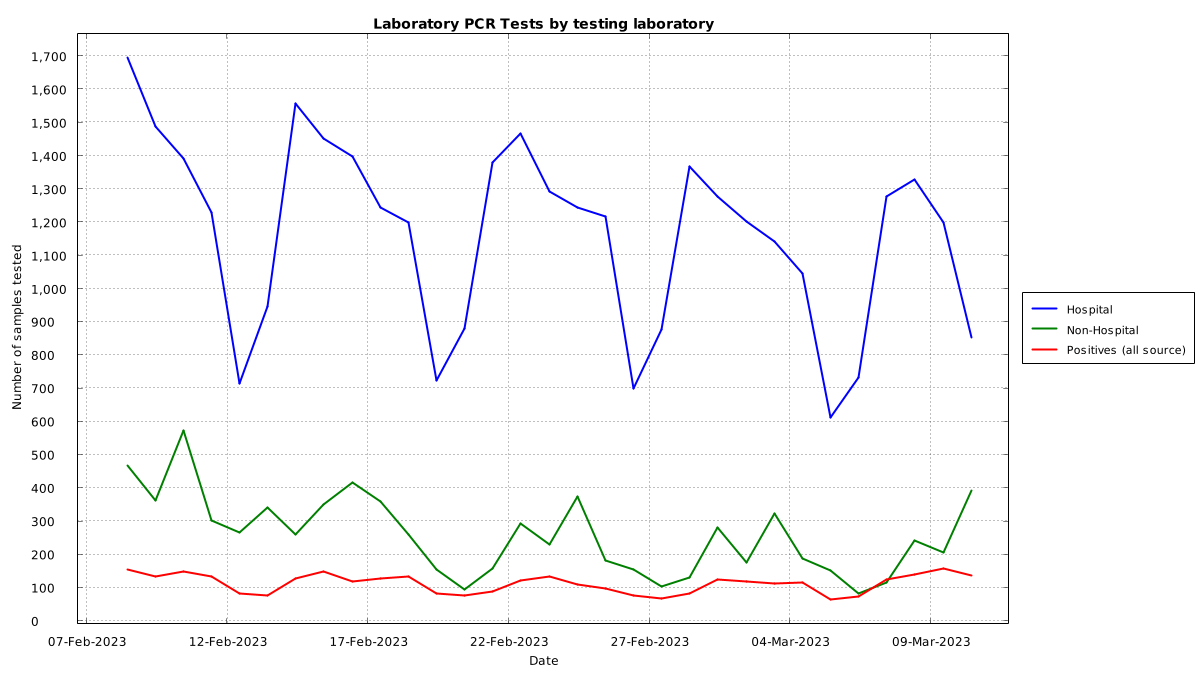 Laboratory PCR Tests by testing laboratory
1,700
1,600
1,500
1,400
1,300
1,200
1,100
1,000
900
800
700
600
500
400
300
200
100
0
Number of samples tested
07-Feb-2023 12-Feb-2023 17-Feb-2023 22-Feb-2023 27-Feb-2023 04-Mar-2023 09-Mar-2023
Date
Hospital
Non-Hospital
Positives (all source)